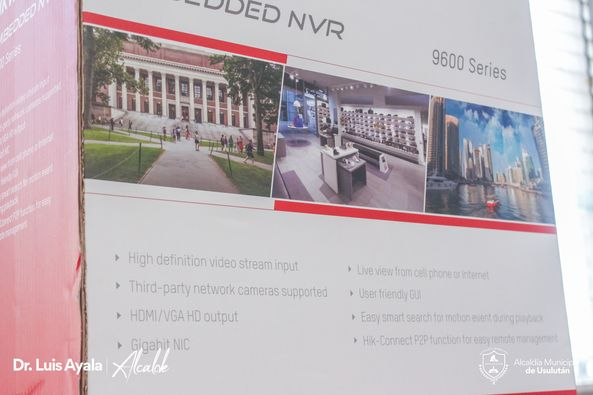 EMBEDDED NVR
9600 Series
High definition video stream input
Third-party network cameras supported
HDMI/VGA HD output
Gigabit NIC
Live view from cell phone or Internet
User friendly GUI
Easy smart search for motion event during playback
Hik-Connect P2P function for easy remote management
Dr. Luis Ayala
Alcalde
Alcaldía Municip
de Usulután